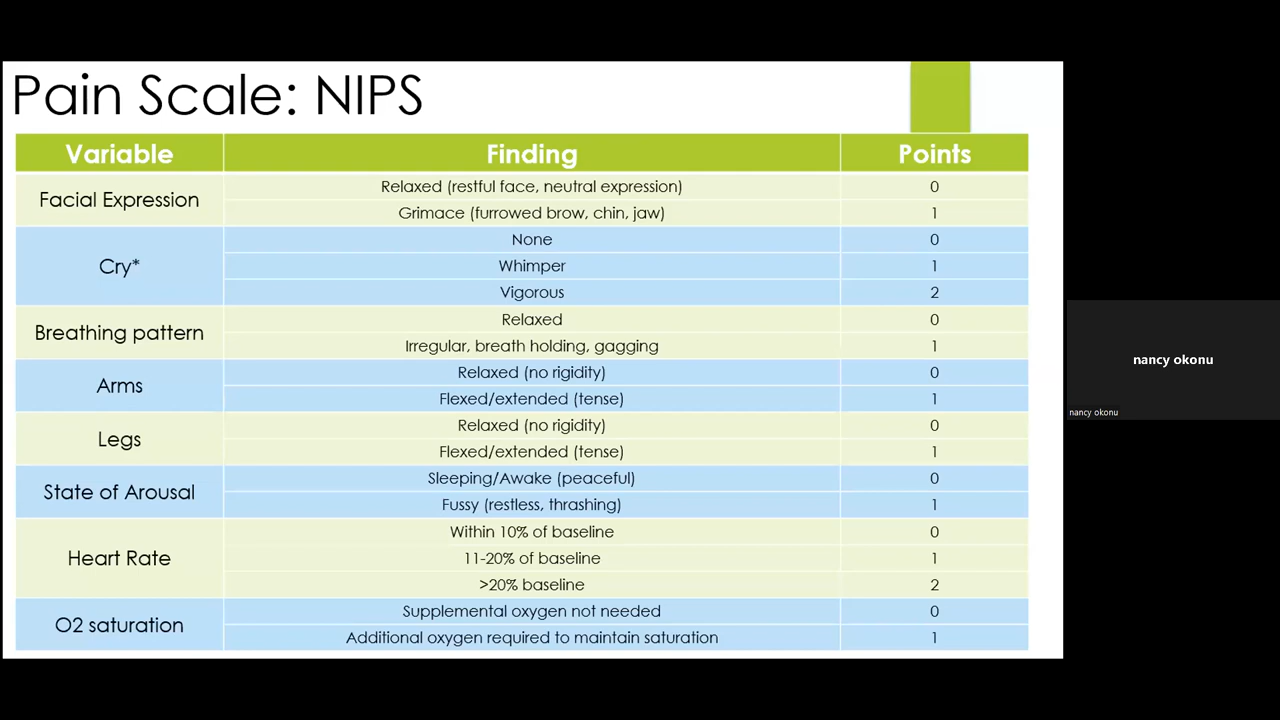 Pain Scale: NIPS
Variable Finding Points
Facial Expression
Relaxed (restful face, neutral expression) 0
Grimace (furrowed brow, chin, jaw) 1
Cry*
None 0
Whimper 1
Vigorous 2
Breathing pattern
Relaxed 0
Irregular, breath holding, gagging 1
Arms
Relaxed (no rigidity) 0
Flexed/extended (tense) 1
Legs
Relaxed (no rigidity) 0
Flexed/extended (tense) 1
State of Arousal
Sleeping/Awake (peaceful) 0
Fussy (restless, thrashing) 1
Heart Rate
Within 10% of baseline 0
11-20% of baseline 1
>20% baseline 2
O2 saturation
Supplemental oxygen not needed 0
Additional oxygen required to maintain saturation 1
nancy okonu
nancy okonu